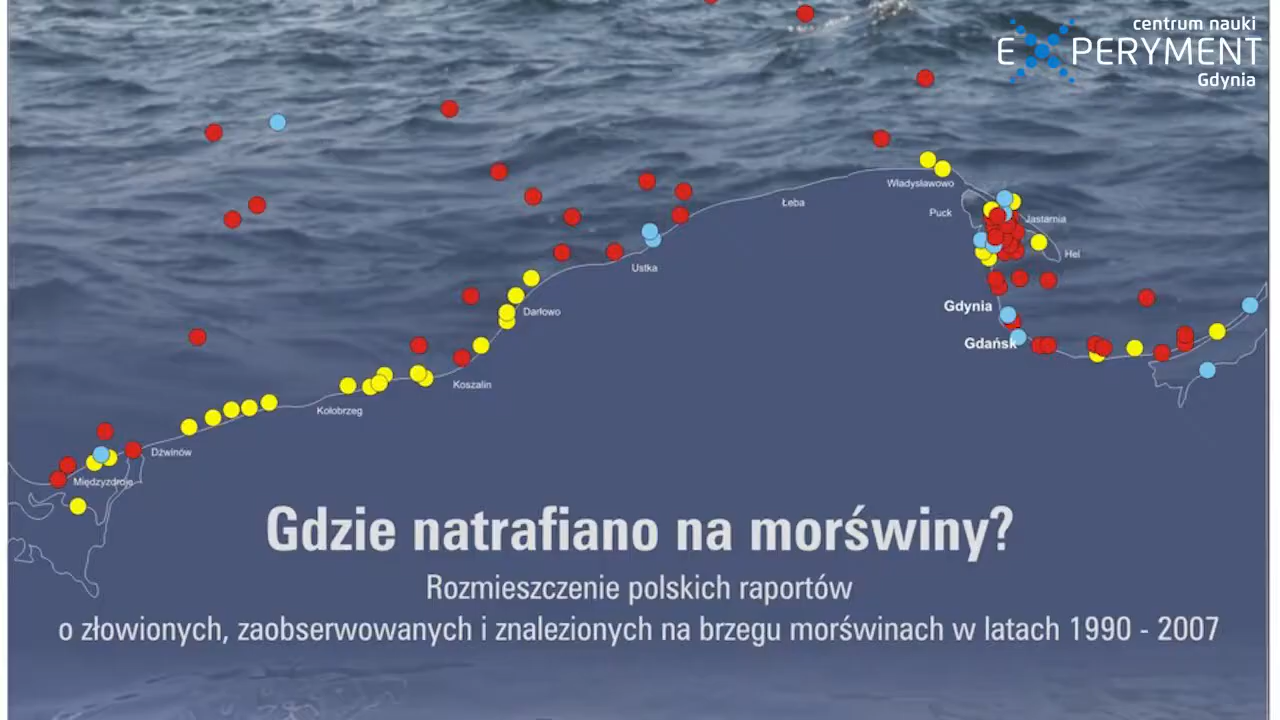 centrum nauki
EXPERYMENT
Gdynia
Władysławowo
Łeba
Puck
Jastarnia
Hel
Ustka
Gdynia
Darłowo
Gdańsk
Koszalin
Kołobrzeg
Dźwinów
Międzyzdroje
Gdzie natrafiano na morświny?
Rozmieszczenie polskich raportów
o złowionych, zaobserwowanych i znalezionych na brzegu morświnach w latach 1990 - 2007